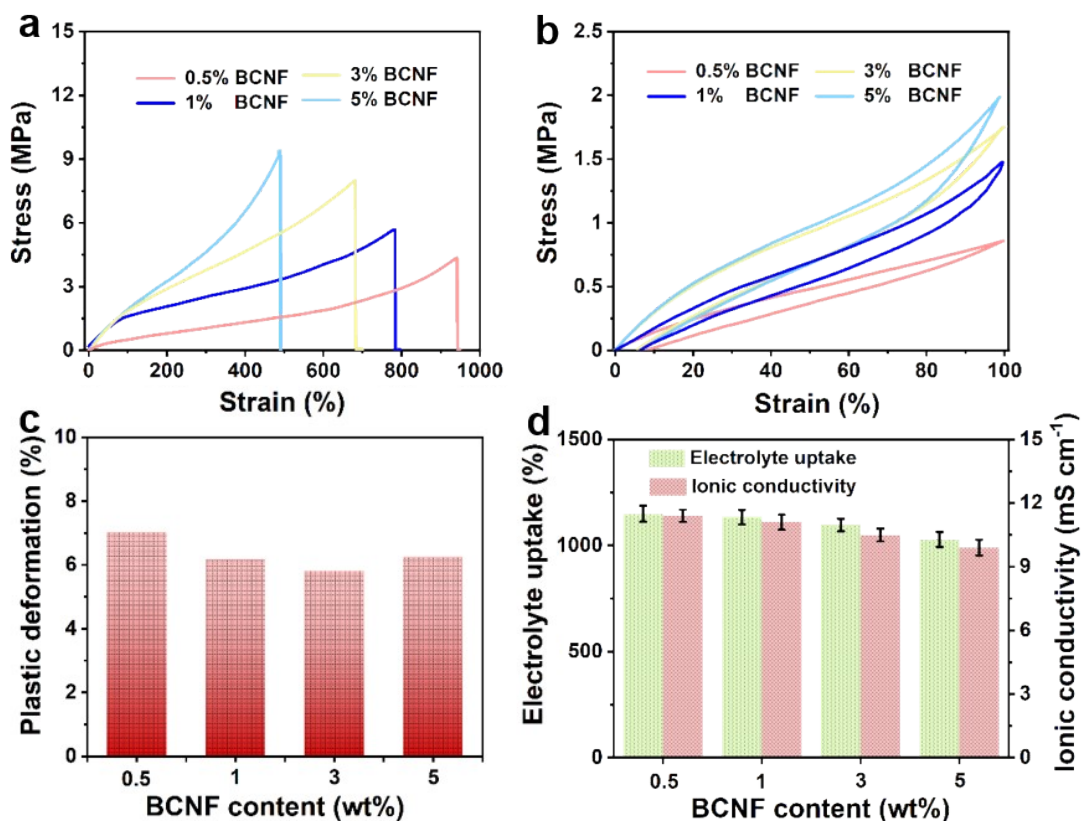 a
15
12
9
6
3
0
Stress (MPa)
0.5% BCNF
3% BCNF
1% BCNF
5% BCNF
0 200 400 600 800 1000
Strain (%)
b
2.5
2
1.5
1
0.5
0
Stress (MPa)
0.5% BCNF
3% BCNF
1% BCNF
5% BCNF
0 20 40 60 80 100
Strain (%)
c
10
8
6
4
2
0
Plastic deformation (%)
0.5 1 3 5
BCNF content (wt%)
d
1500
1000
500
0
Electrolyte uptake (%)
Electrolyte uptake
Ionic conductivity
15
12
9
6
3
0
Ionic conductivity (mS cm⁻¹)
0.5 1 3 5
BCNF content (wt%)